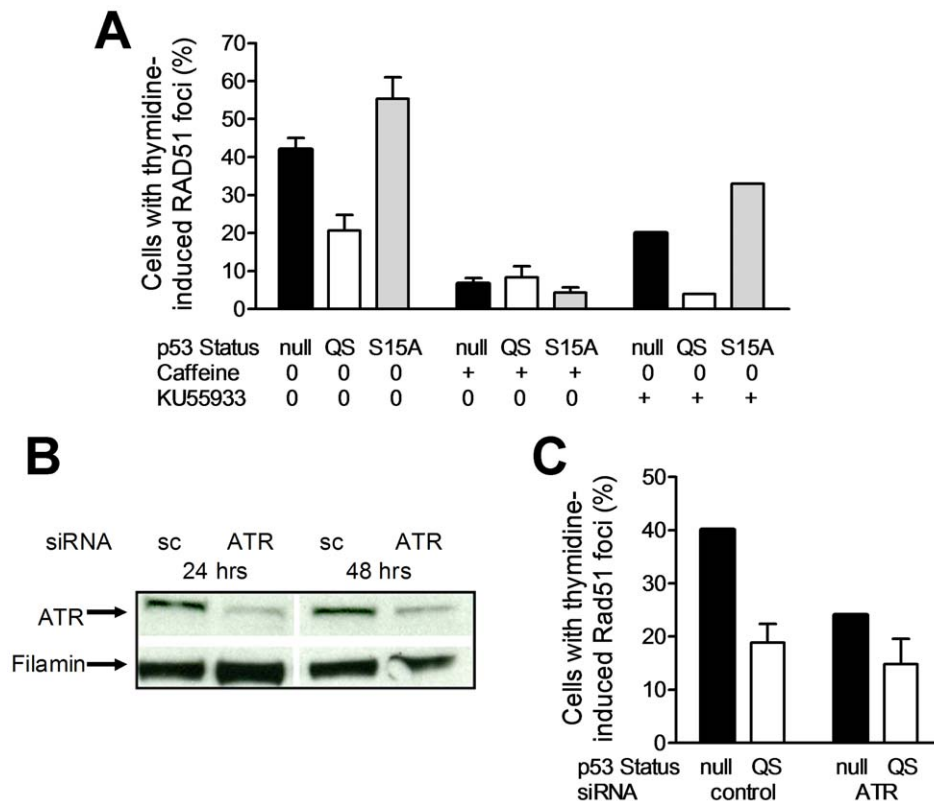 A
Cells with thymidine-
induced RAD51 foci (%)
70
60
50
40
30
20
10
0
p53 Status null QS S15A null QS S15A null QS S15A
Caffeine 0 0 0 + + + 0 0 0
KU55933 0 0 0 0 0 0 + + +
B
siRNA sc ATR sc ATR
24 hrs 48 hrs
ATR
Filamin
C
Cells with thymidine-
induced Rad51 foci (%)
50
40
30
20
10
0
p53 Status null QS null QS
siRNA control ATR